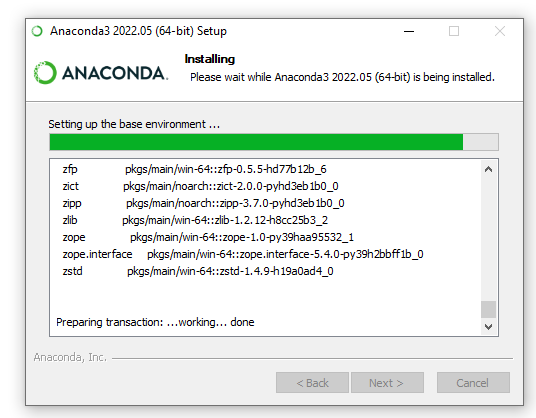 Anaconda3 2022.05 (64-bit) Setup
ANACONDA.
Installing
Please wait while Anaconda3 2022.05 (64-bit) is being installed.
Setting up the base environment ...
zfp pkgs/main/win-64::zfp-0.5.5-hd77b12b_6
zict pkgs/main/noarch::zict-2.0.0-pyhd3eb1b0_0
zipp pkgs/main/noarch::zipp-3.7.0-pyhd3eb1b0_0
zlib pkgs/main/win-64::zlib-1.2.12-h8cc25b3_2
zope pkgs/main/win-64::zope-1.0-py39haa95532_1
zope.interface pkgs/main/win-64::zope.interface-5.4.0-py39h2bbff1b_0
zstd pkgs/main/win-64::zstd-1.4.9-h19a0ad4_0
Preparing transaction: ...working... done
Anaconda, Inc.
< Back Next > Cancel